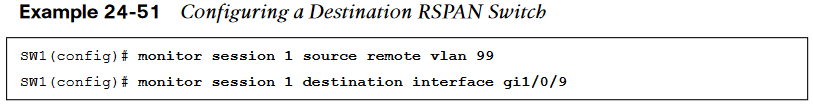 Example 24-51 Configuring a Destination RSPAN Switch
SW1(config)# monitor session 1 source remote vlan 99
SW1(config)# monitor session 1 destination interface gi1/0/9